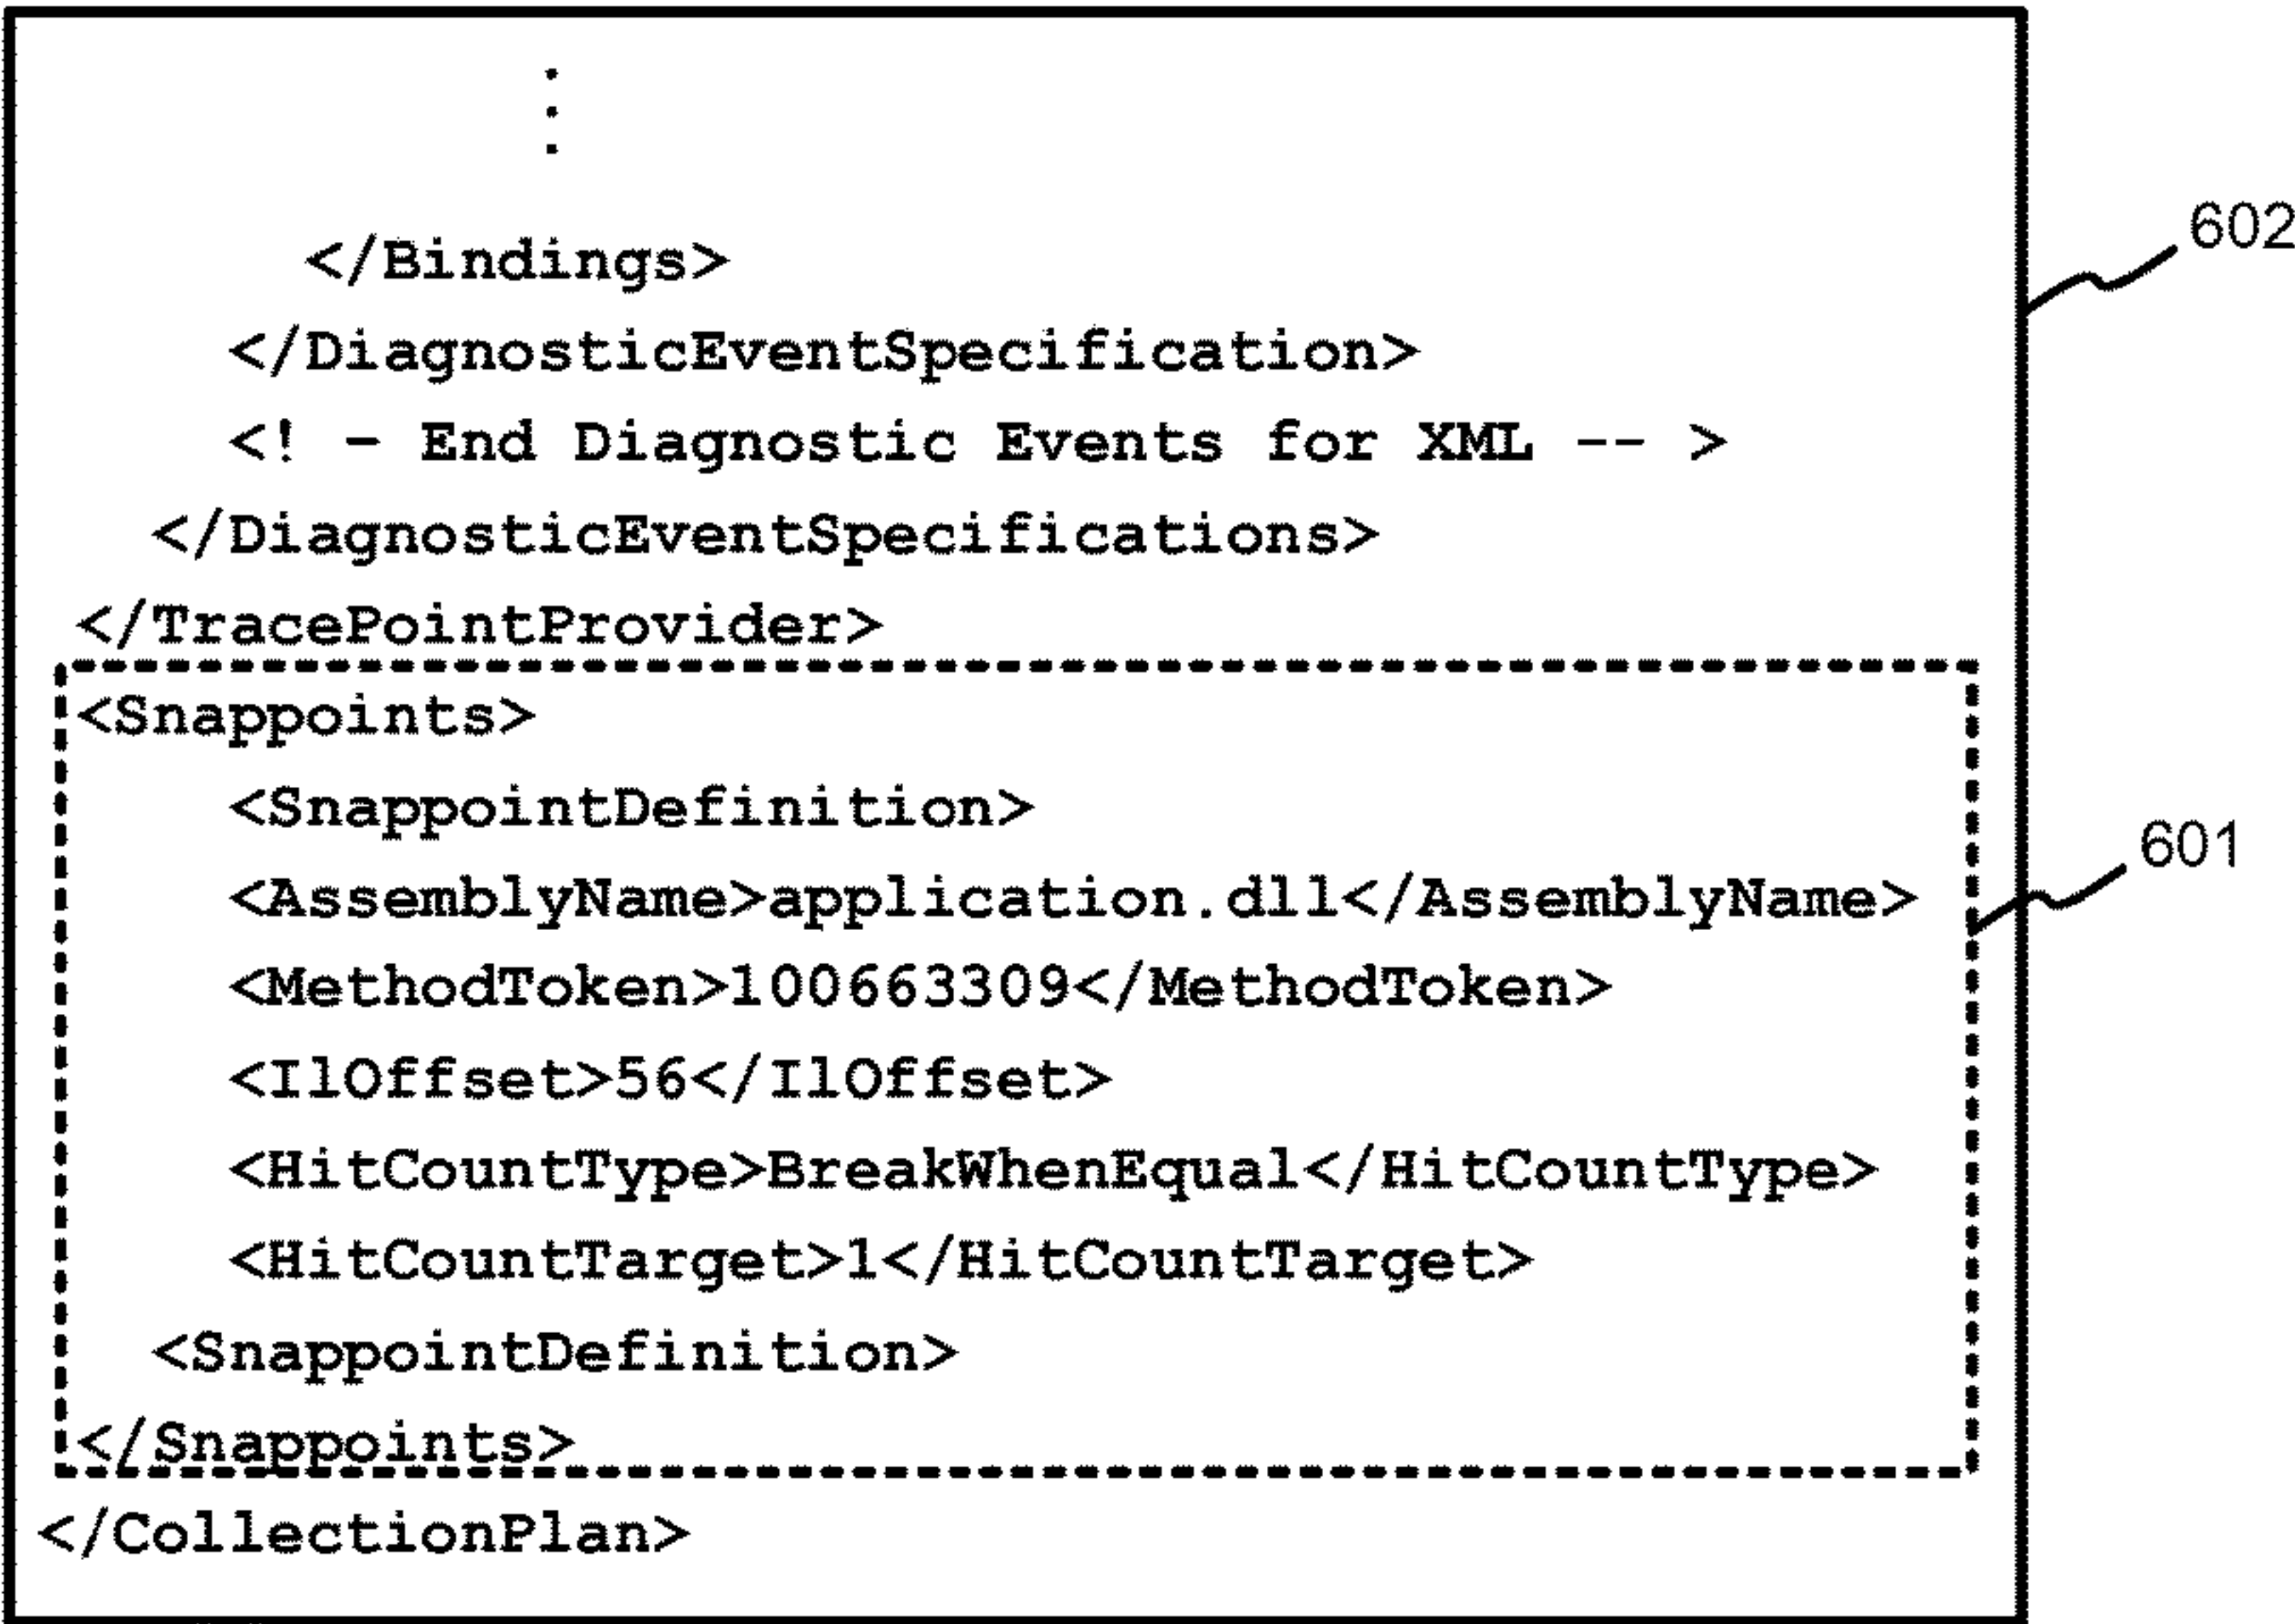 </Bindings>
</DiagnosticEventSpecification>
<! - End Diagnostic Events for XML -- >
</DiagnosticEventSpecifications>
</TracePointProvider>
<Snappoints>
<SnappointDefinition>
<AssemblyName>application.dll</AssemblyName>
<MethodToken>100663309</MethodToken>
<IlOffset>56</IlOffset>
<HitCountType>BreakWhenEqual</HitCountType>
<HitCountTarget>1</HitCountTarget>
<SnappointDefinition>
</Snappoints>
</CollectionPlan>
602
601